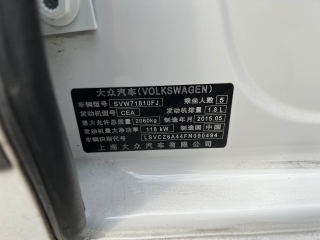 大众汽车(VOLKSWAGEN)
车辆型号 SVW71810FJ 乘坐人数 5
发动机型号 CEA 发动机排量 1.8 L
最大允许总质量 2060kg 制造年月 2015.05
发动机最大净功率 118 kW 制造国 中国
车辆识别代号 LSVCZ6A44FN090494
上海大众汽车有限公司